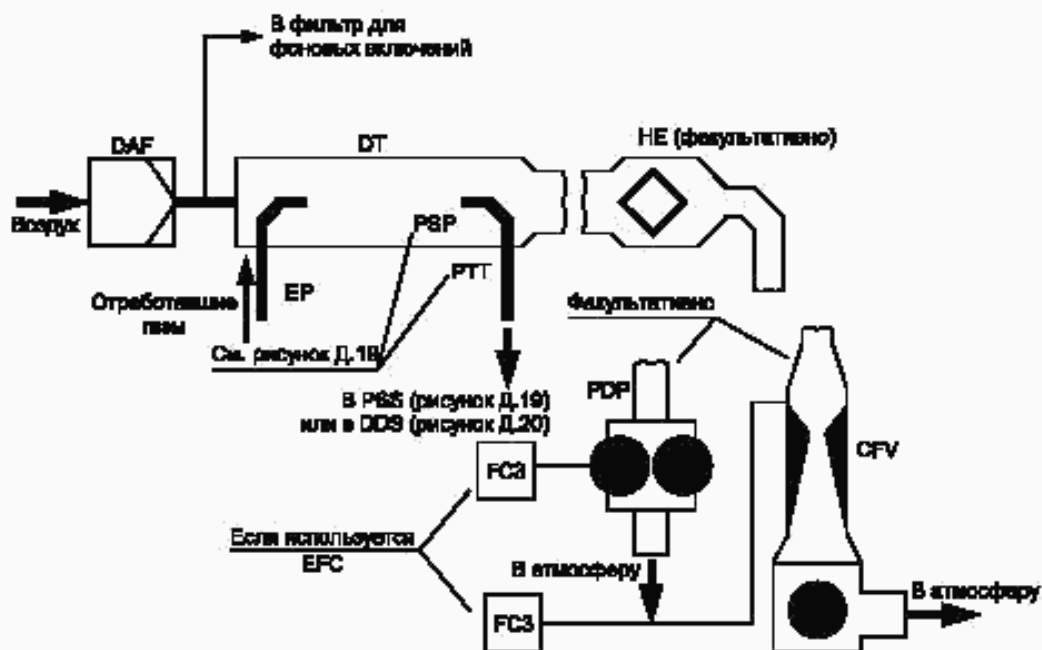 В фильтр для
фоновых включений
DAF
DT
HE (факультативно)
Воздух
PSP
PTT
EP
Отработавшие
газы
Факультативно
См. рисунок Д.18
PDP
В PSS (рисунок Д.19)
или в DDS (рисунок Д.20)
CFV
FC3
Если используется
EFC
В атмосферу
В атмосферу
FC3